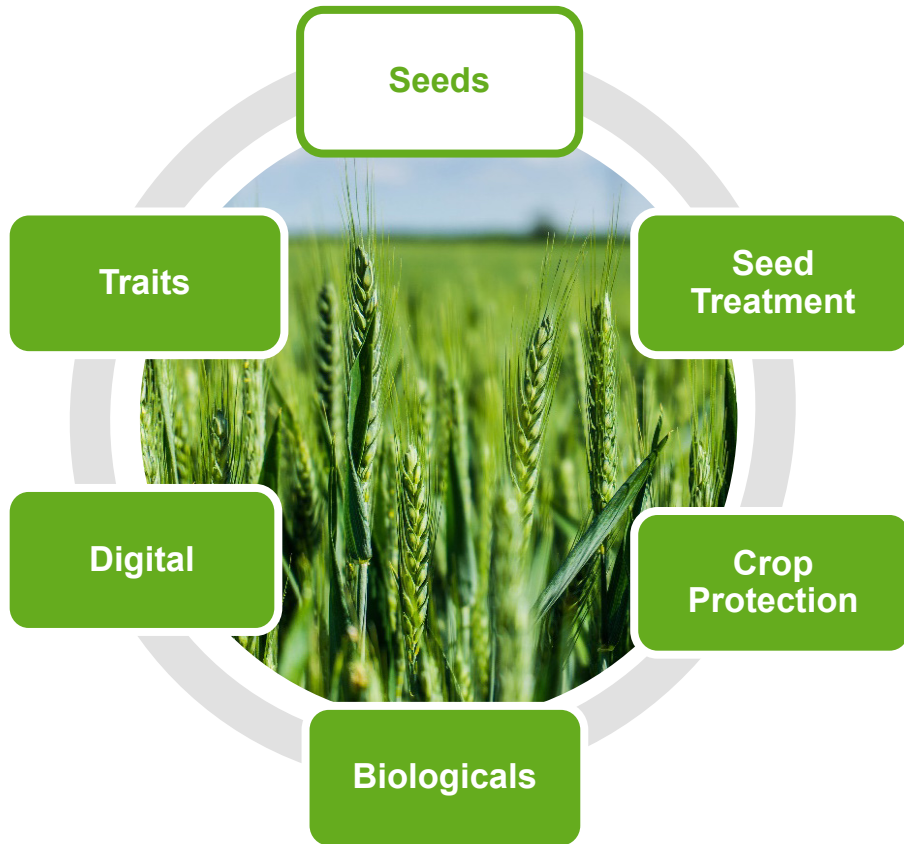 Seeds
Traits
Seed
Treatment
Digital
Crop
Protection
Biologicals